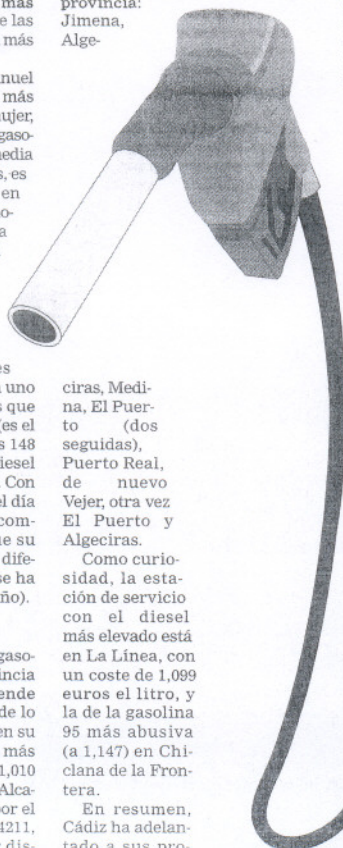 mas
e las
más
nuel
más
ujer,
gaso-
nedia
s, es
en
o-
a
es
uno
s que
(es el
s 148
iesel
. Con
el día
com-
ue su
dife-
se ha
ño).
gaso-
incia
ende
de lo
en su
más
1,010
Alca-
por el
4211,
dis-
provincia:
Jimena,
Alge-
ciras, Medi-
na, El Puer-
to (dos
seguidas),
Puerto Real,
de nuevo
Vejer, otra vez
El Puerto y
Algeciras.
Como curio-
sidad, la esta-
ción de servicio
con el diesel
más elevado está
en La Línea, con
un coste de 1,099
euros el litro, y
la de la gasolina
95 más abusiva
(a 1,147) en Chi-
clana de la Fron-
tera.
En resumen,
Cádiz ha adelan-
tado a sus pro-